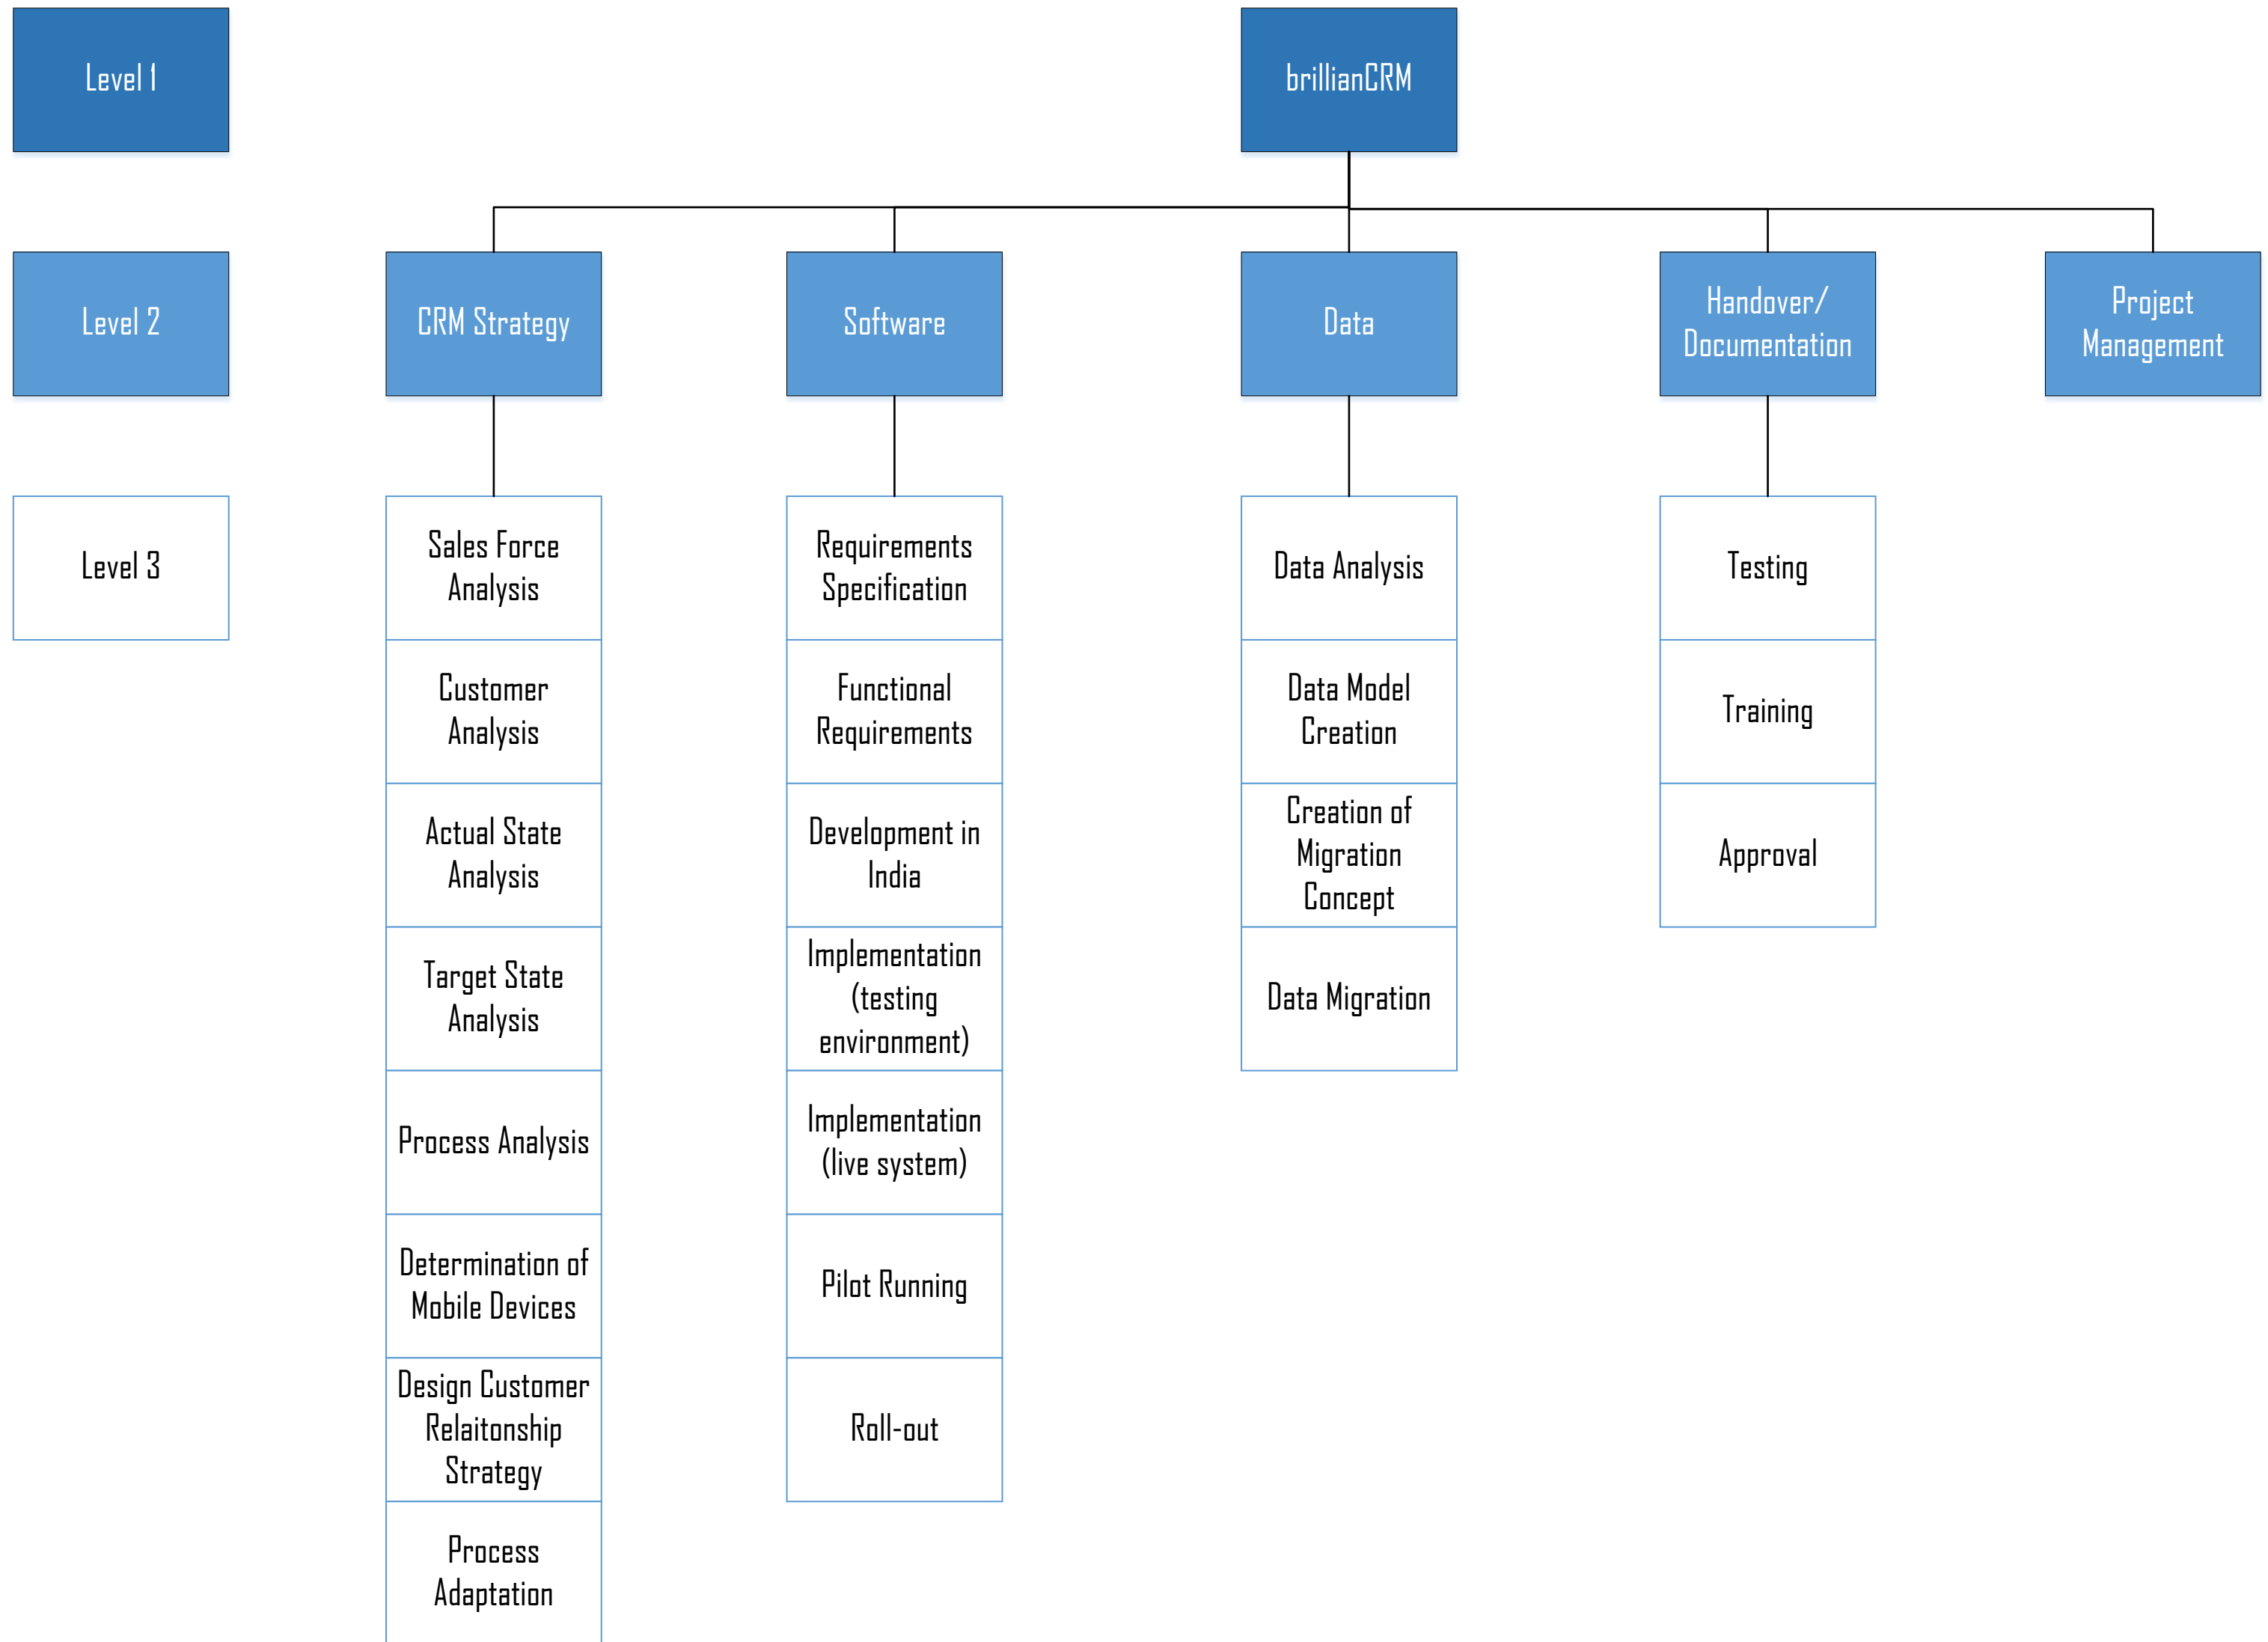 Level 1
brillianCRM
Level 2
CRM Strategy
Software
Data
Handover/
Documentation
Project
Management
Level 3
Sales Force
Analysis
Customer
Analysis
Actual State
Analysis
Target State
Analysis
Process Analysis
Determination of
Mobile Devices
Design Customer
Relaitonship
Strategy
Process
Adaptation
Requirements
Specification
Functional
Requirements
Development in
India
Implementation
(testing
environment)
Implementation
(live system)
Pilot Running
Roll-out
Data Analysis
Data Model
Creation
Creation of
Migration
Concept
Data Migration
Testing
Training
Approval